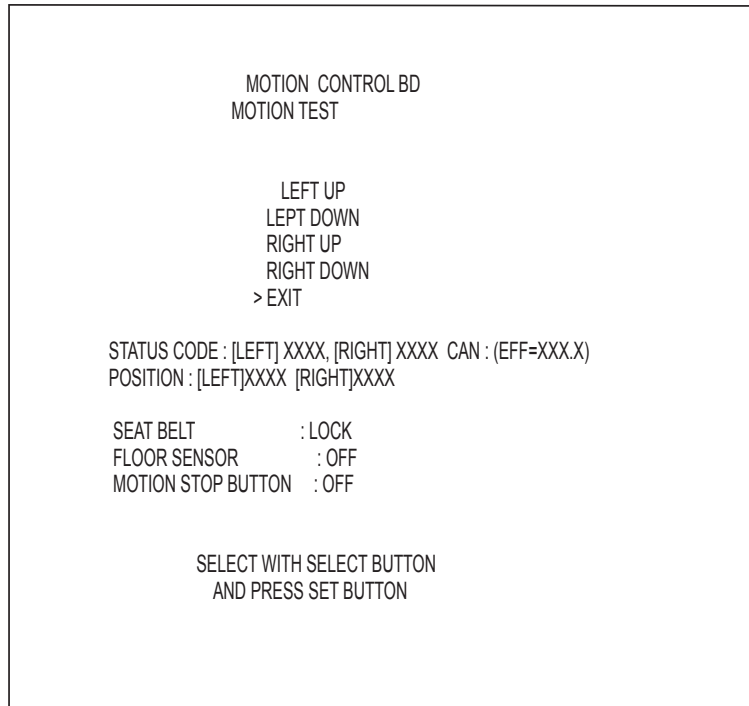 MOTION CONTROL BD
MOTION TEST
LEFT UP
LEPT DOWN
RIGHT UP
RIGHT DOWN
> EXIT
STATUS CODE : [LEFT] XXXX, [RIGHT] XXXX CAN : (EFF=XXX.X)
POSITION : [LEFT]XXXX [RIGHT]XXXX
SEAT BELT : LOCK
FLOOR SENSOR : OFF
MOTION STOP BUTTON : OFF
SELECT WITH SELECT BUTTON
AND PRESS SET BUTTON